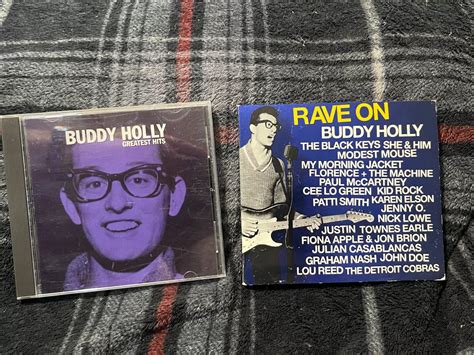 BUDDY HOLLY
GREATEST HITS
RAVE ON
BUDDY HOLLY
THE BLACK KEYS SHE & HIM
MODEST MOUSE
MY MORNING JACKET
FLORENCE + THE MACHINE
PAUL McCARTNEY
CEE LO GREEN KID ROCK
PATTI SMITH KAREN ELSON
JENNY O.
NICK LOWE
JUSTIN TOWNES EARLE
FIONA APPLE & JON BRION
JULIAN CASABLANCAS
GRAHAM NASH JOHN DOE
LOU REED THE DETROIT COBRAS